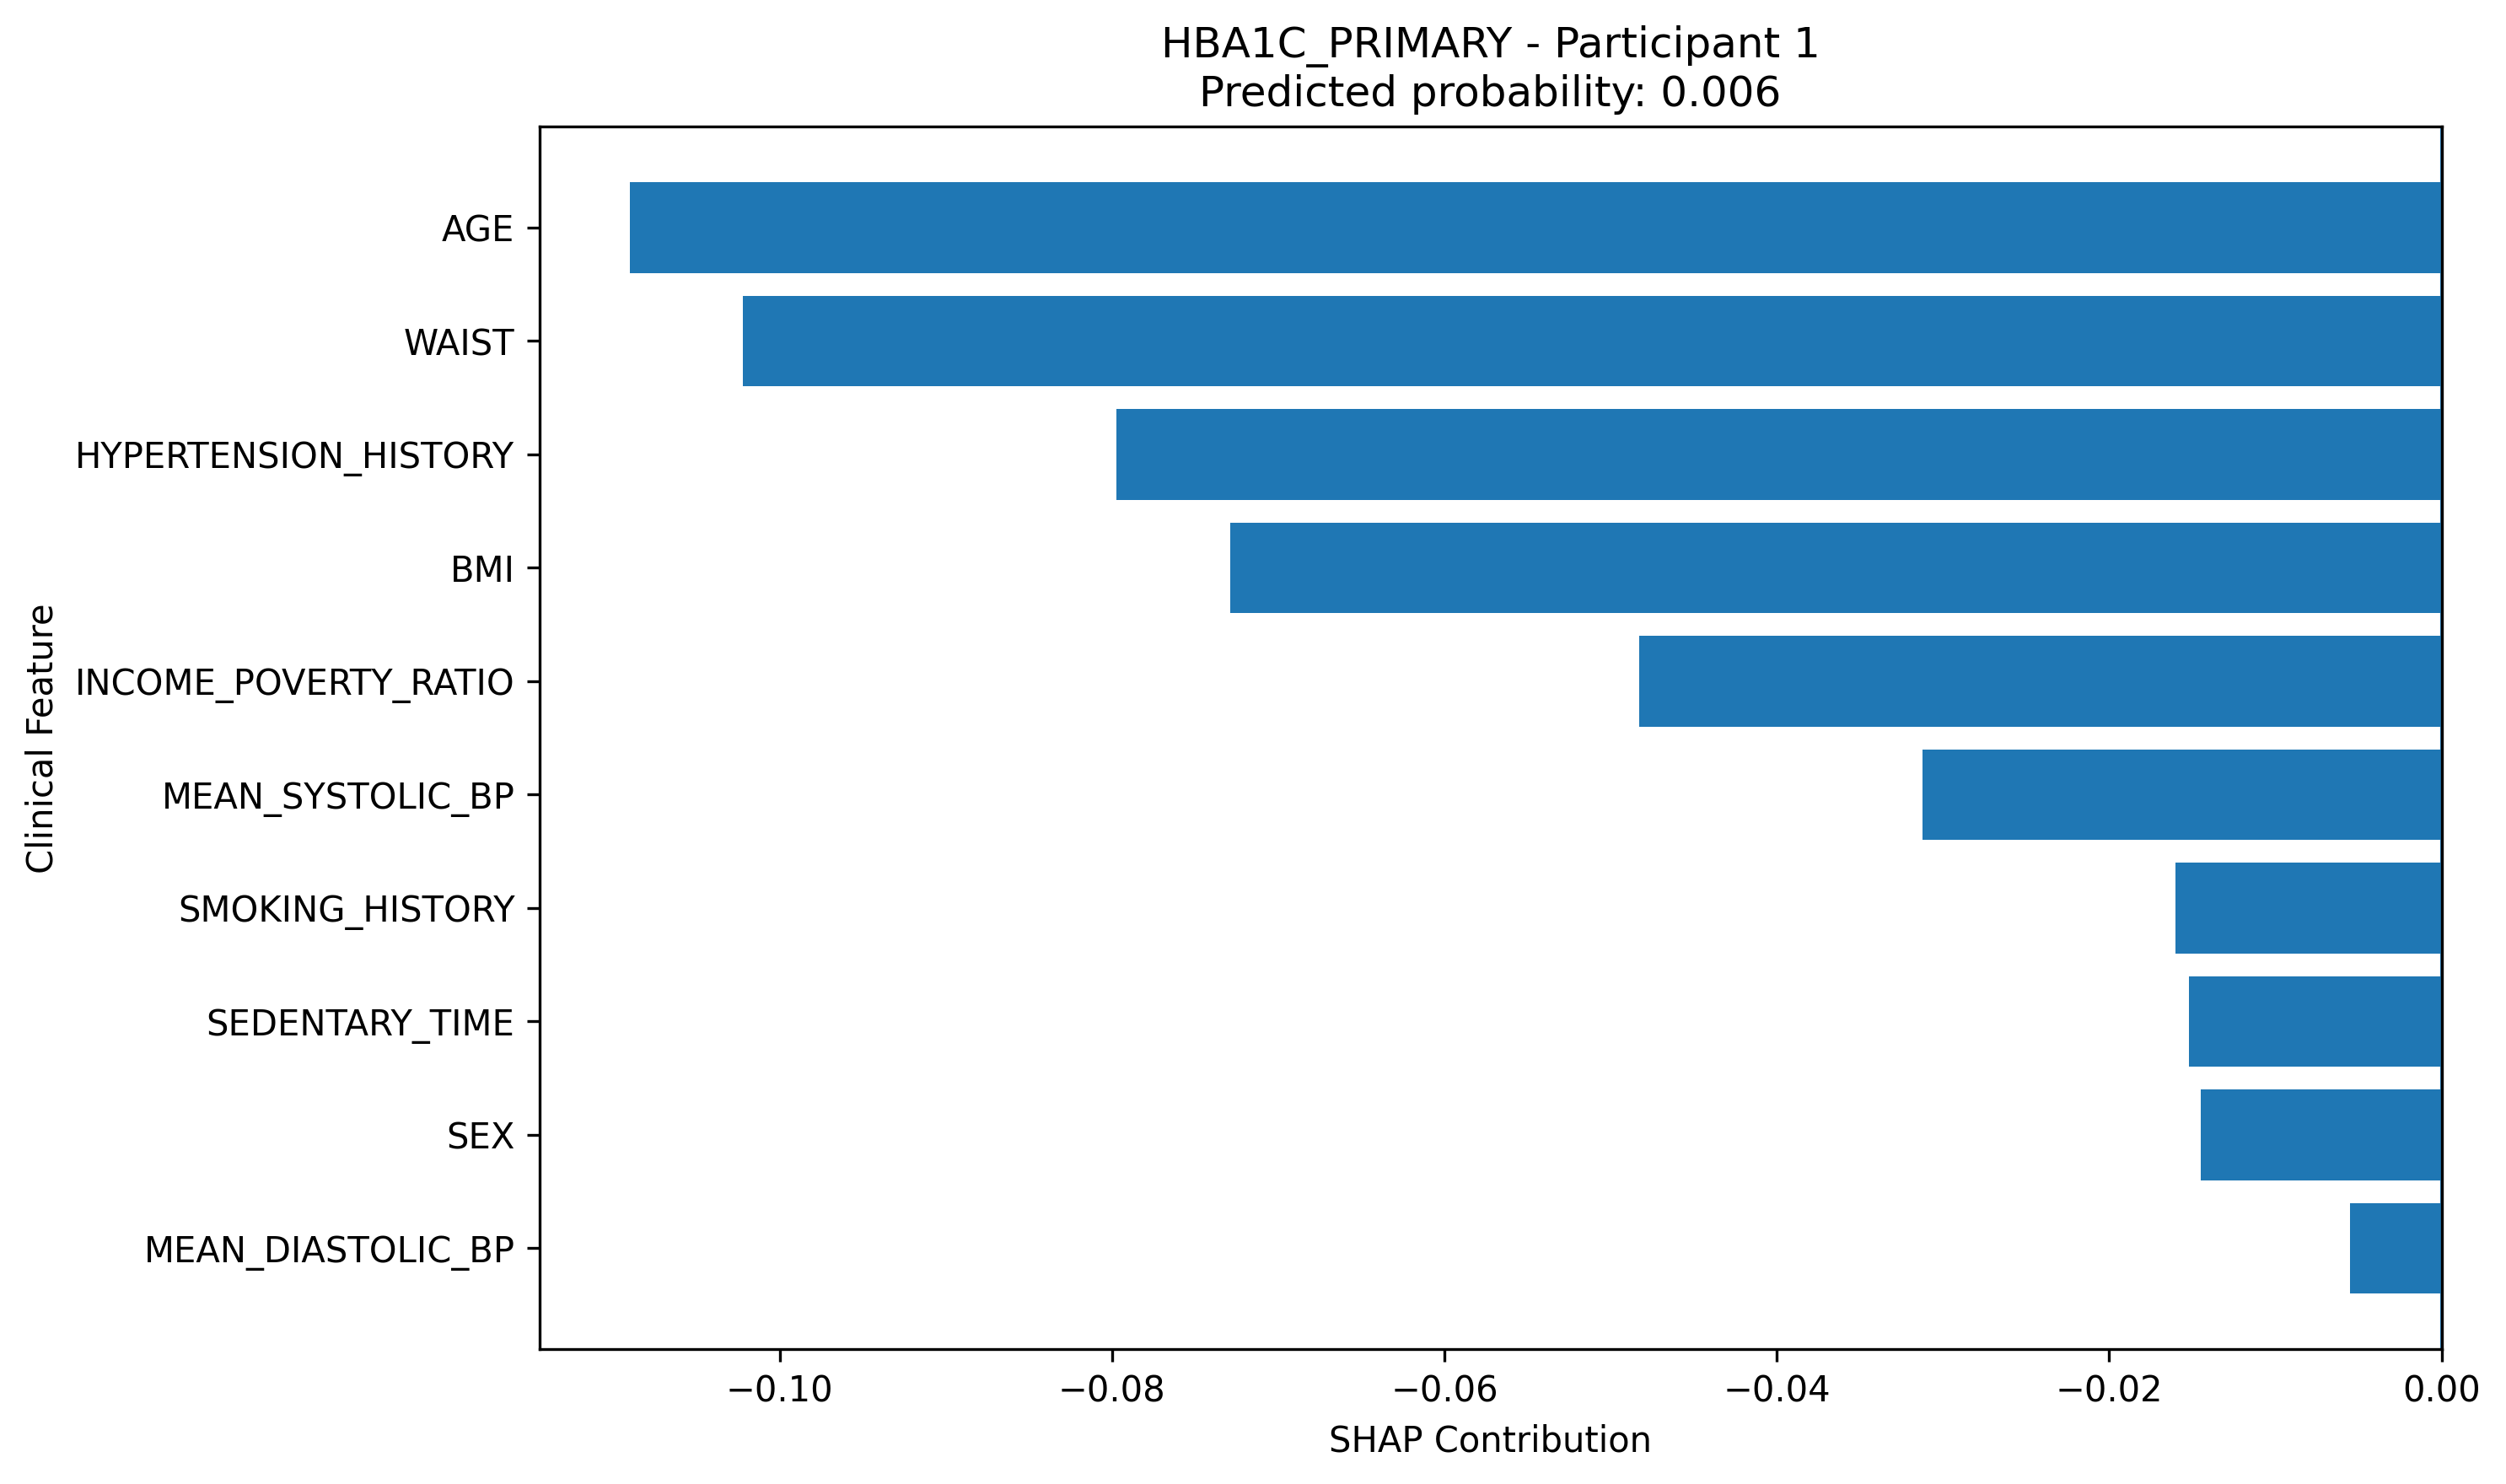 HBA1C_PRIMARY - Participant 1
Predicted probability: 0.006
Clinical Feature
AGE
WAIST
HYPERTENSION_HISTORY
BMI
INCOME_POVERTY_RATIO
MEAN_SYSTOLIC_BP
SMOKING_HISTORY
SEDENTARY_TIME
SEX
MEAN_DIASTOLIC_BP
−0.10 −0.08 −0.06 −0.04 −0.02 0.00
SHAP Contribution